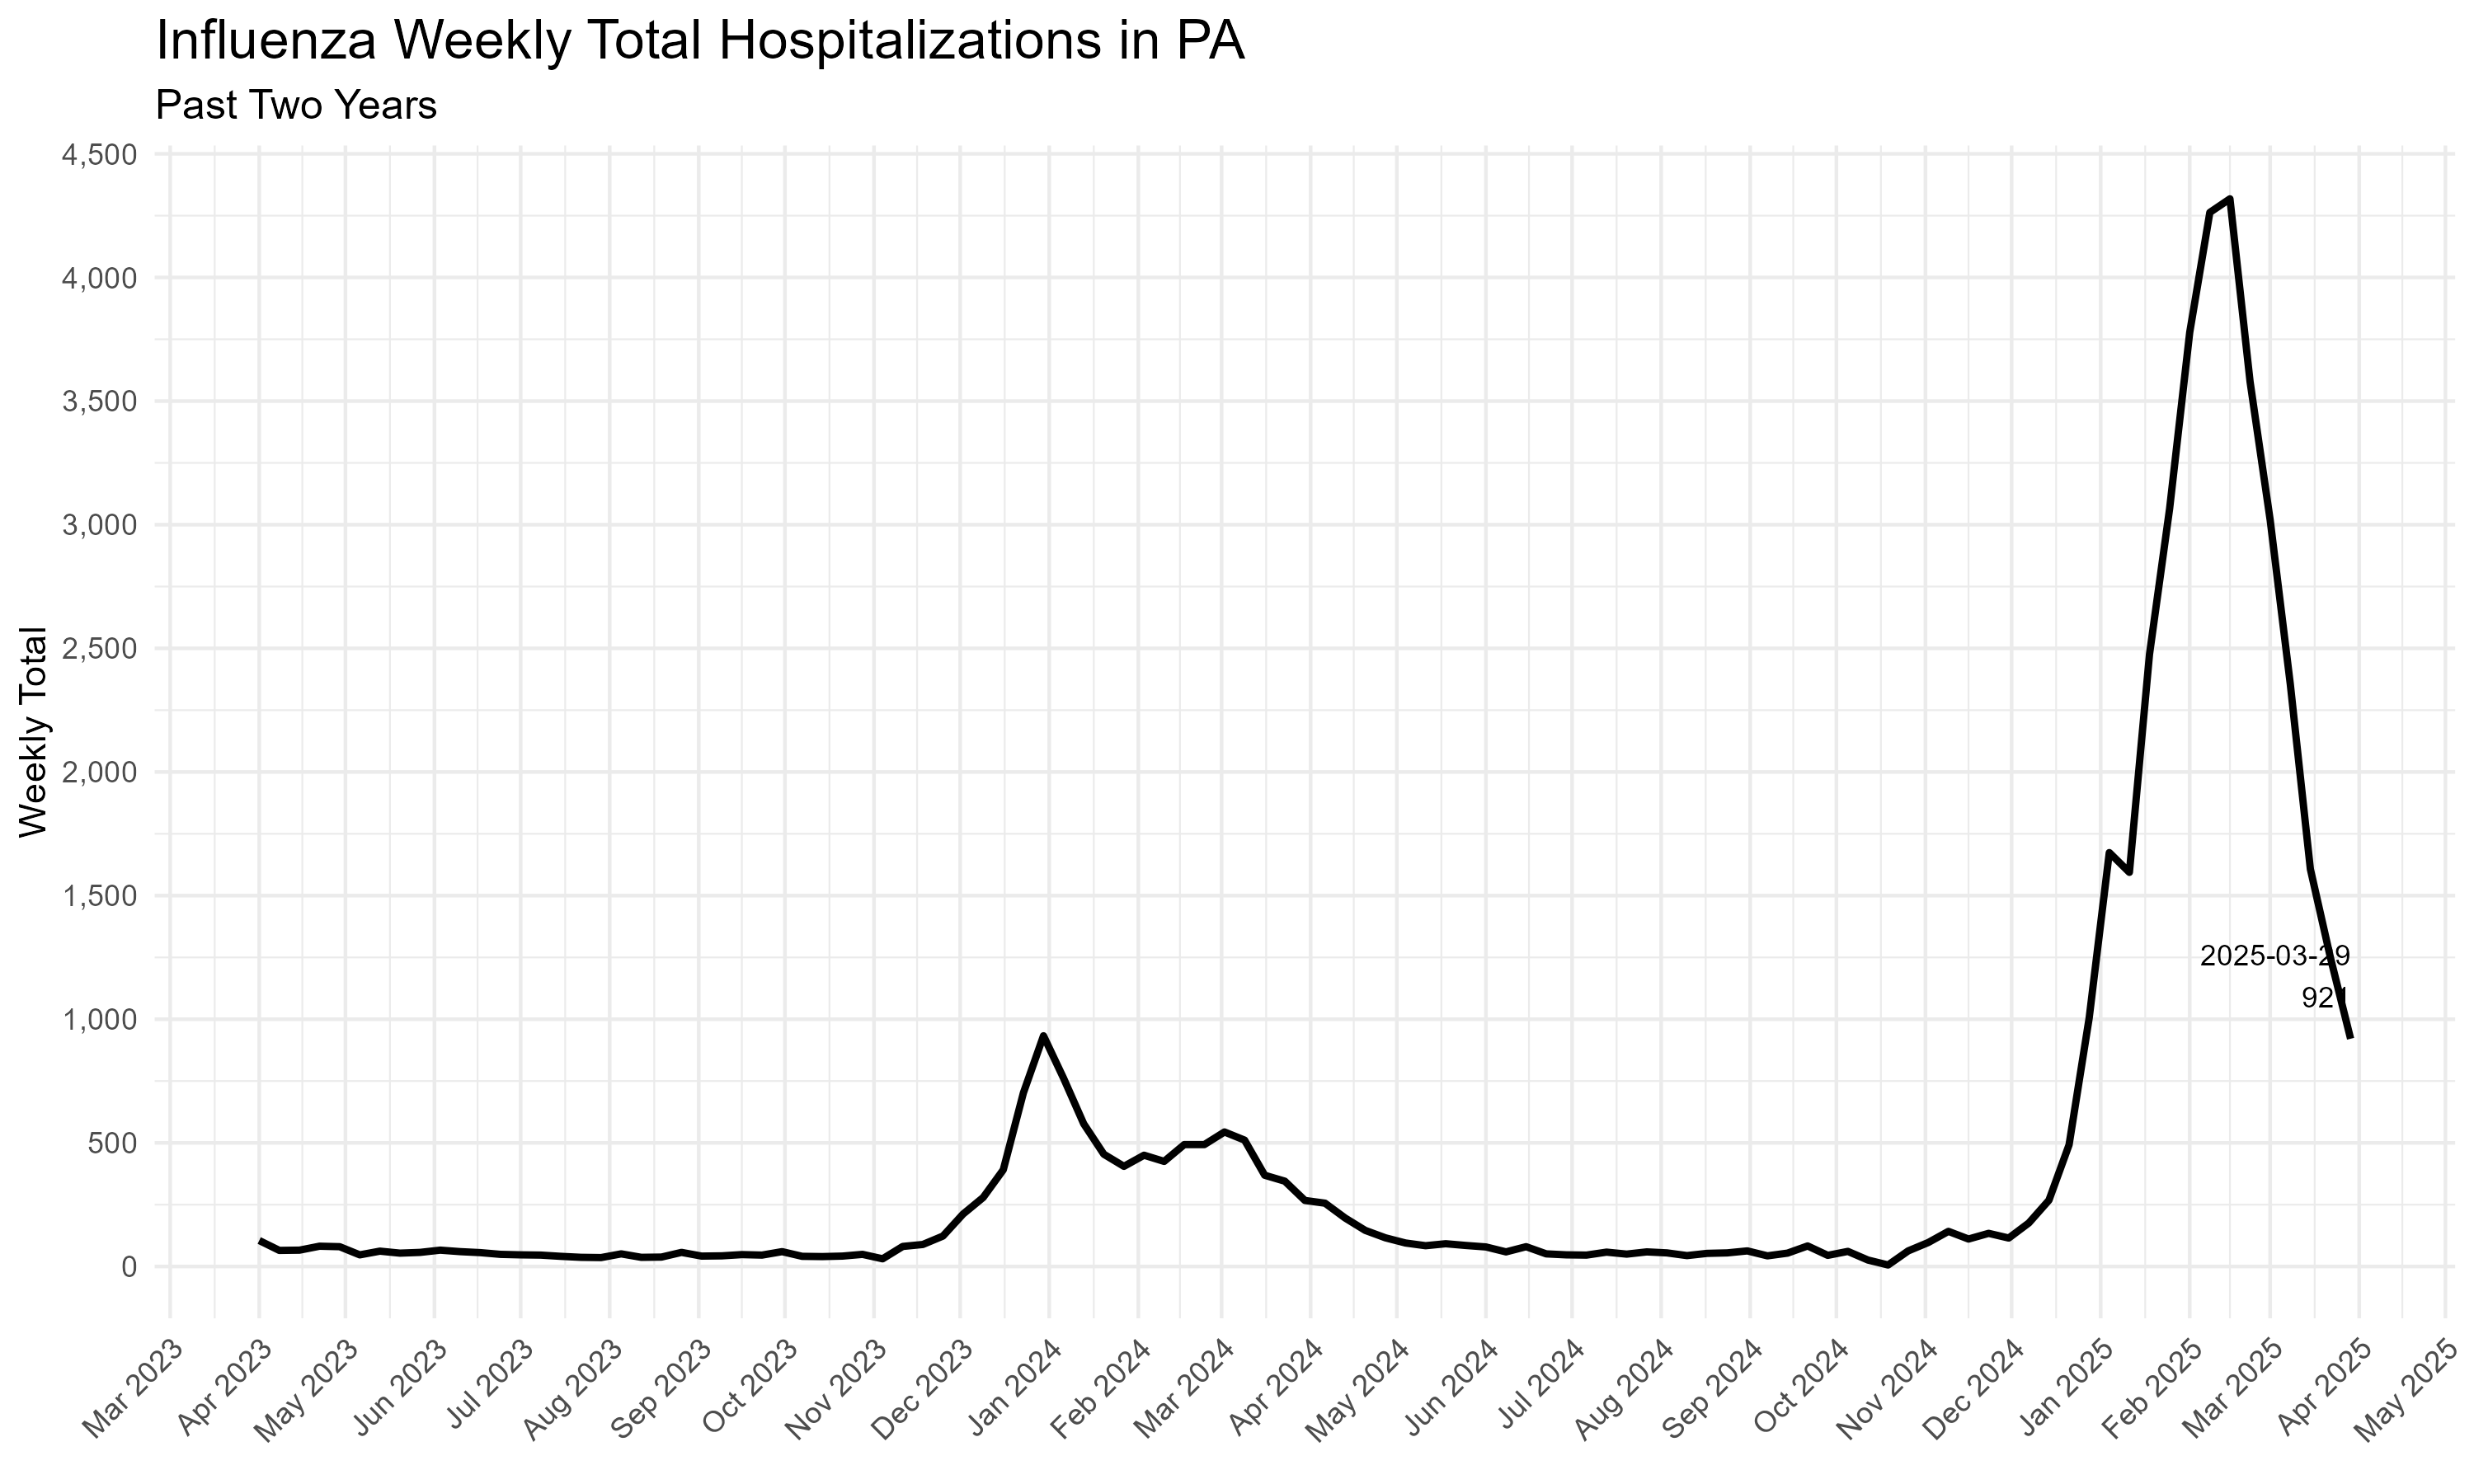 Influenza Weekly Total Hospitalizations in PA
Past Two Years
4,500
4,000
3,500
3,000
2,500
2,000
1,500
1,000
500
0
Weekly Total
2025-03-29
921
Mar 2023
Apr 2023
May 2023
Jun 2023
Jul 2023
Aug 2023
Sep 2023
Oct 2023
Nov 2023
Dec 2023
Jan 2024
Feb 2024
Mar 2024
Apr 2024
May 2024
Jun 2024
Jul 2024
Aug 2024
Sep 2024
Oct 2024
Nov 2024
Dec 2024
Jan 2025
Feb 2025
Mar 2025
Apr 2025
May 2025